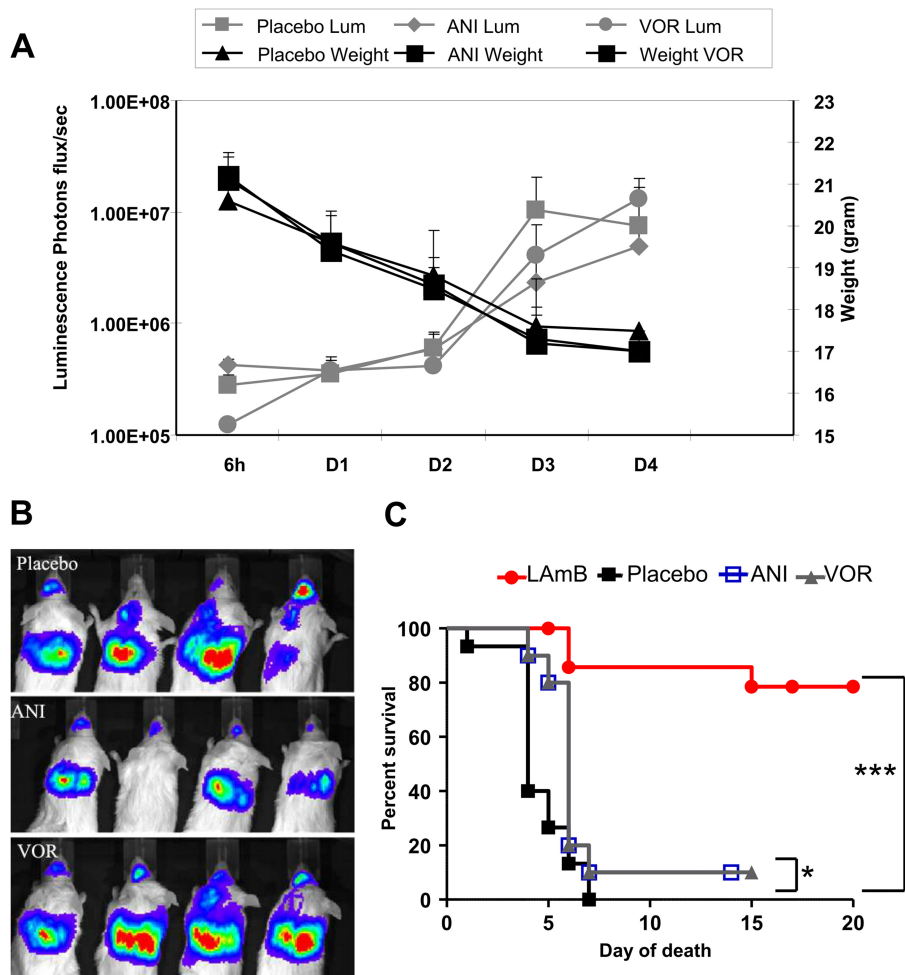 A
Placebo Lum ANI Lum VOR Lum
Placebo Weight ANI Weight Weight VOR
Luminescence Photons flux/sec
1.00E+08
1.00E+07
1.00E+06
1.00E+05
23
22
21
20
19
18
17
16
15
Weight (gram)
6h D1 D2 D3 D4
B
Placebo
ANI
VOR
C
LAmB Placebo ANI VOR
Percent survival
100
80
60
40
20
0
***
*
0 5 10 15 20
Day of death